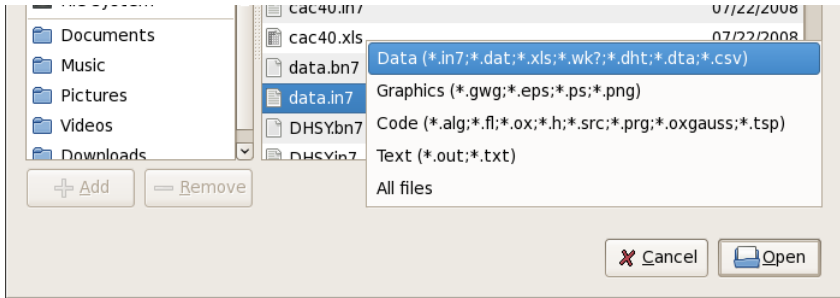 cac40.in7 07/22/2008
Documents
cac40.xls 07/22/2008
Music
data.bn7
Data (*.in7;*.dat;*.xls;*.wk?;*.dht;*.dta;*.csv)
Pictures
data.in7
Graphics (*.gwg;*.eps;*.ps;*.png)
Videos
DHSY.bn7
Code (*.alg;*.fl;*.ox;*.h;*.src;*.prg;*.oxgauss;*.tsp)
Downloads
DHSY.in7
Text (*.out;*.txt)
Add
Remove
All files
Cancel
Open